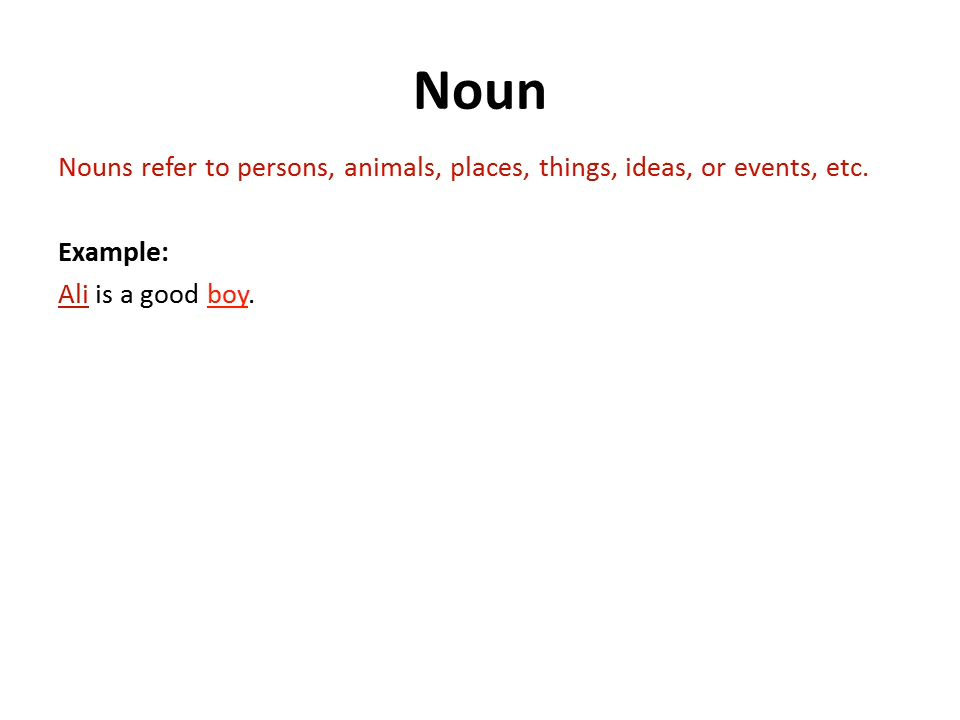 Noun
Nouns refer to persons, animals, places, things, ideas, or events, etc.
Example:
Ali is a good boy.